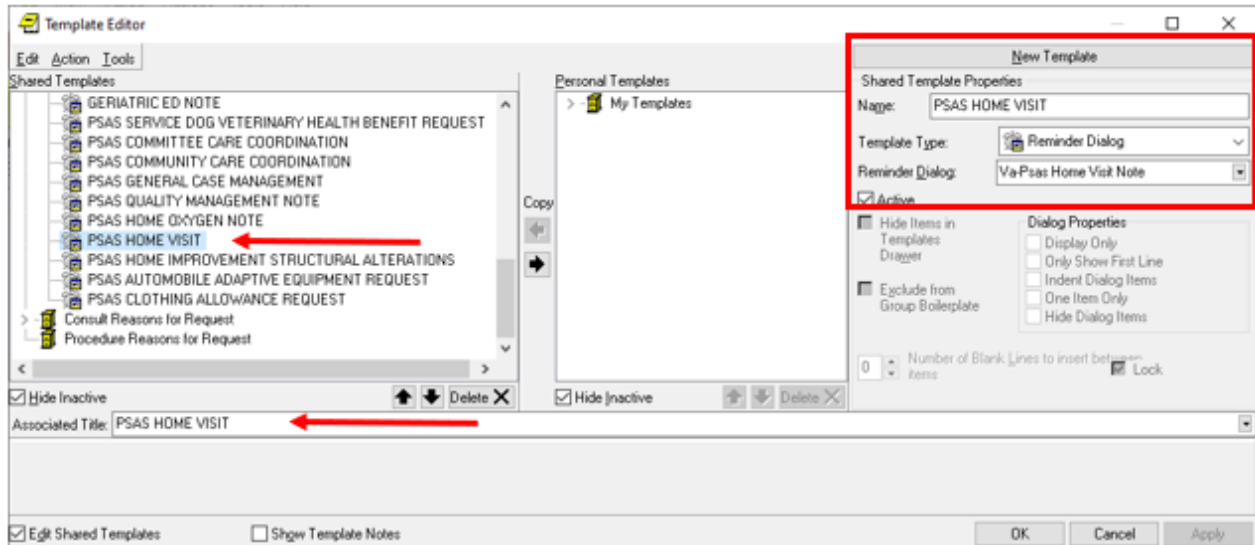 Template Editor
Edit Action Tools
New Template
Shared Templates
Personal Templates
Shared Template Properties
GERIATRIC ED NOTE
PSAS SERVICE DOG VETERINARY HEALTH BENEFIT REQUEST
PSAS COMMITTEE CARE COORDINATION
PSAS COMMUNITY CARE COORDINATION
PSAS GENERAL CASE MANAGEMENT
PSAS QUALITY MANAGEMENT NOTE
PSAS HOME OXYGEN NOTE
PSAS HOME VISIT
PSAS HOME IMPROVEMENT STRUCTURAL ALTERATIONS
PSAS AUTOMOBILE ADAPTIVE EQUIPMENT REQUEST
PSAS CLOTHING ALLOWANCE REQUEST
Consult Reasons for Request
Procedure Reasons for Request
Copy
My Templates
Name: PSAS HOME VISIT
Template Type: Reminder Dialog
Reminder Dialog: Va-Psas Home Visit Note
Active
Hide Items in
Templates
Drawer
Exclude from
Group Boilerplate
Dialog Properties
Display Only
Only Show First Line
Indent Dialog Items
One Item Only
Hide Dialog Items
0 Number of Blank Lines to insert between
items
Lock
Hide Inactive Delete
Hide Inactive Delete
Associated Title: PSAS HOME VISIT
Edit Shared Templates Show Template Notes OK Cancel Apply